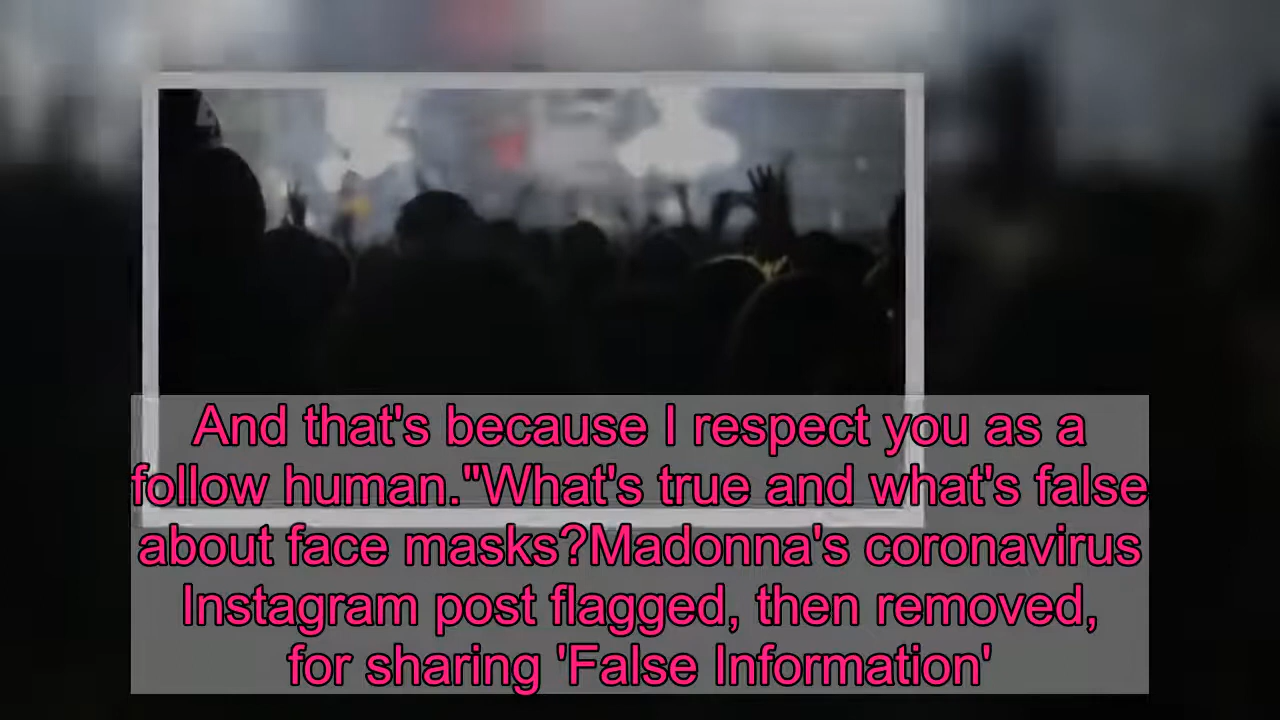 And that's because I respect you as a
follow human."What's true and what's false
about face masks?Madonna's coronavirus
Instagram post flagged, then removed,
for sharing 'False Information'